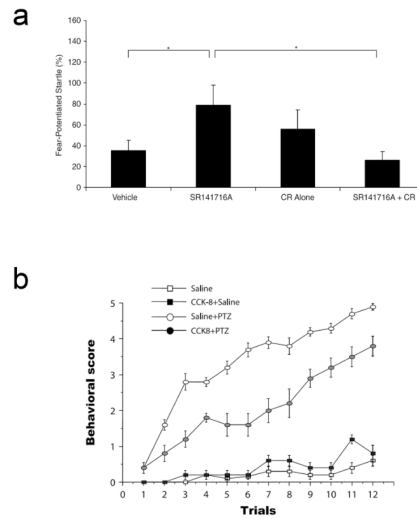 a
Fear-Potentiated Startle (%)
160
140
120
100
80
60
40
20
0
*
*
Vehicle
SR141716A
CR Alone
SR141716A + CR
b
Saline
CCK-8+Saline
Saline+PTZ
CCK8+PTZ
Behavioral score
5
4
3
2
1
0
0 1 2 3 4 5 6 7 8 9 10 11 12
Trials